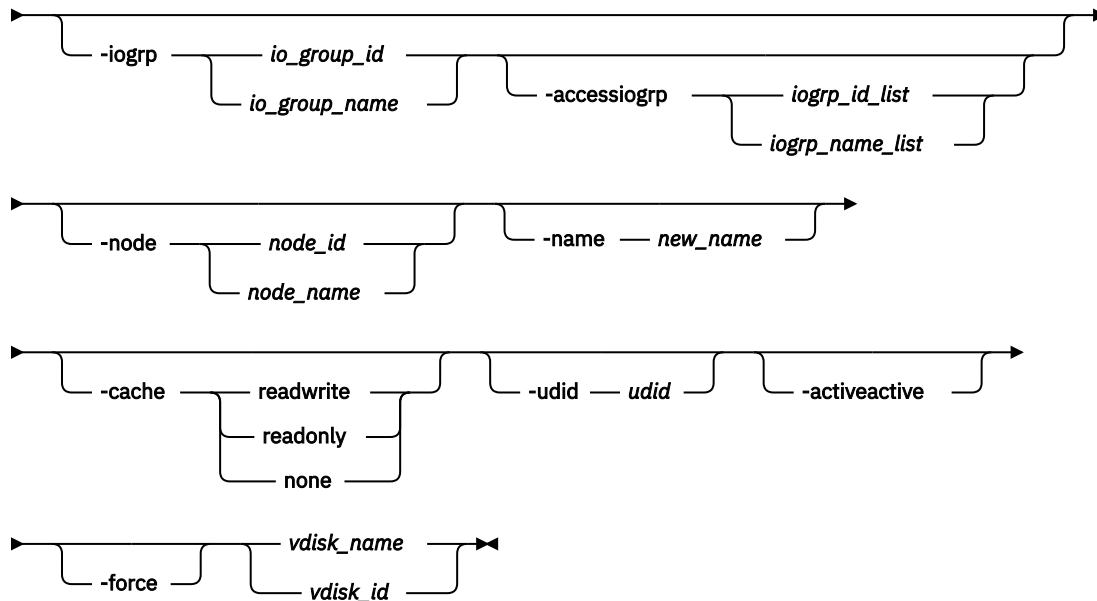 -iogrp io_group_id
io_group_name
-accessiogrp iogrp_id_list
iogrp_name_list
-node node_id
node_name
-name new_name
-cache readwrite
readonly
none
-udid udid
-activeactive
-force
vdisk_name
vdisk_id